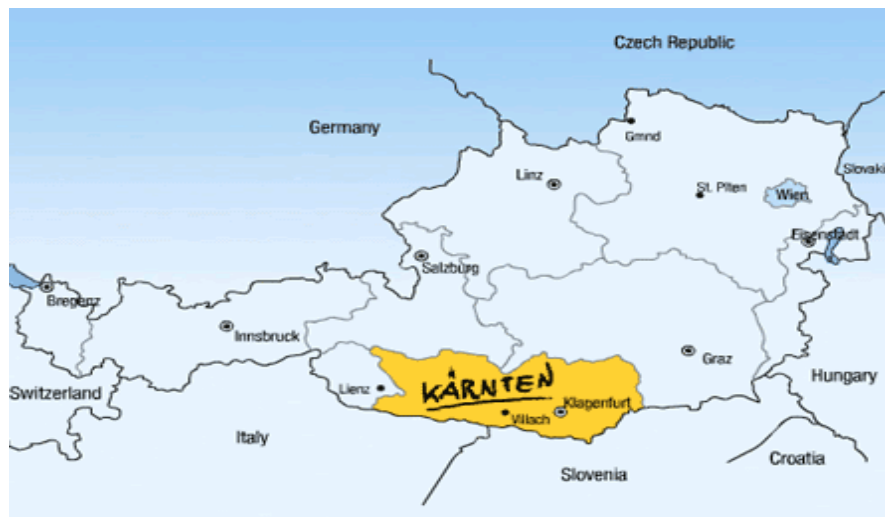 Czech Republic
Germany
Gmnd
Linz
Slovaki
St. Plten
Wien
Eisenstadt
Salzburg
Bregenz
Innsbruck
Graz
Hungary
Switzerland
Lienz
KÄRNTEN
Klagenfurt
Villach
Italy
Croatia
Slovenia